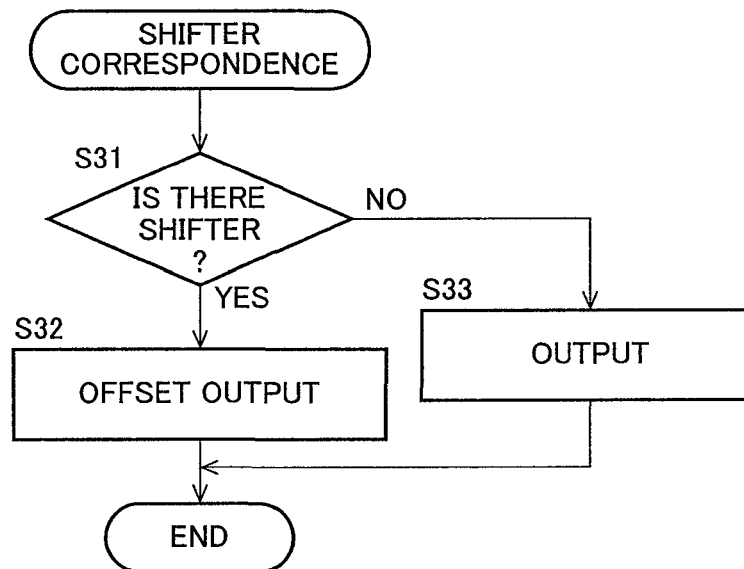 SHIFTER
CORRESPONDENCE
S31
IS THERE
SHIFTER
?
NO
YES
S33
OUTPUT
S32
OFFSET OUTPUT
END